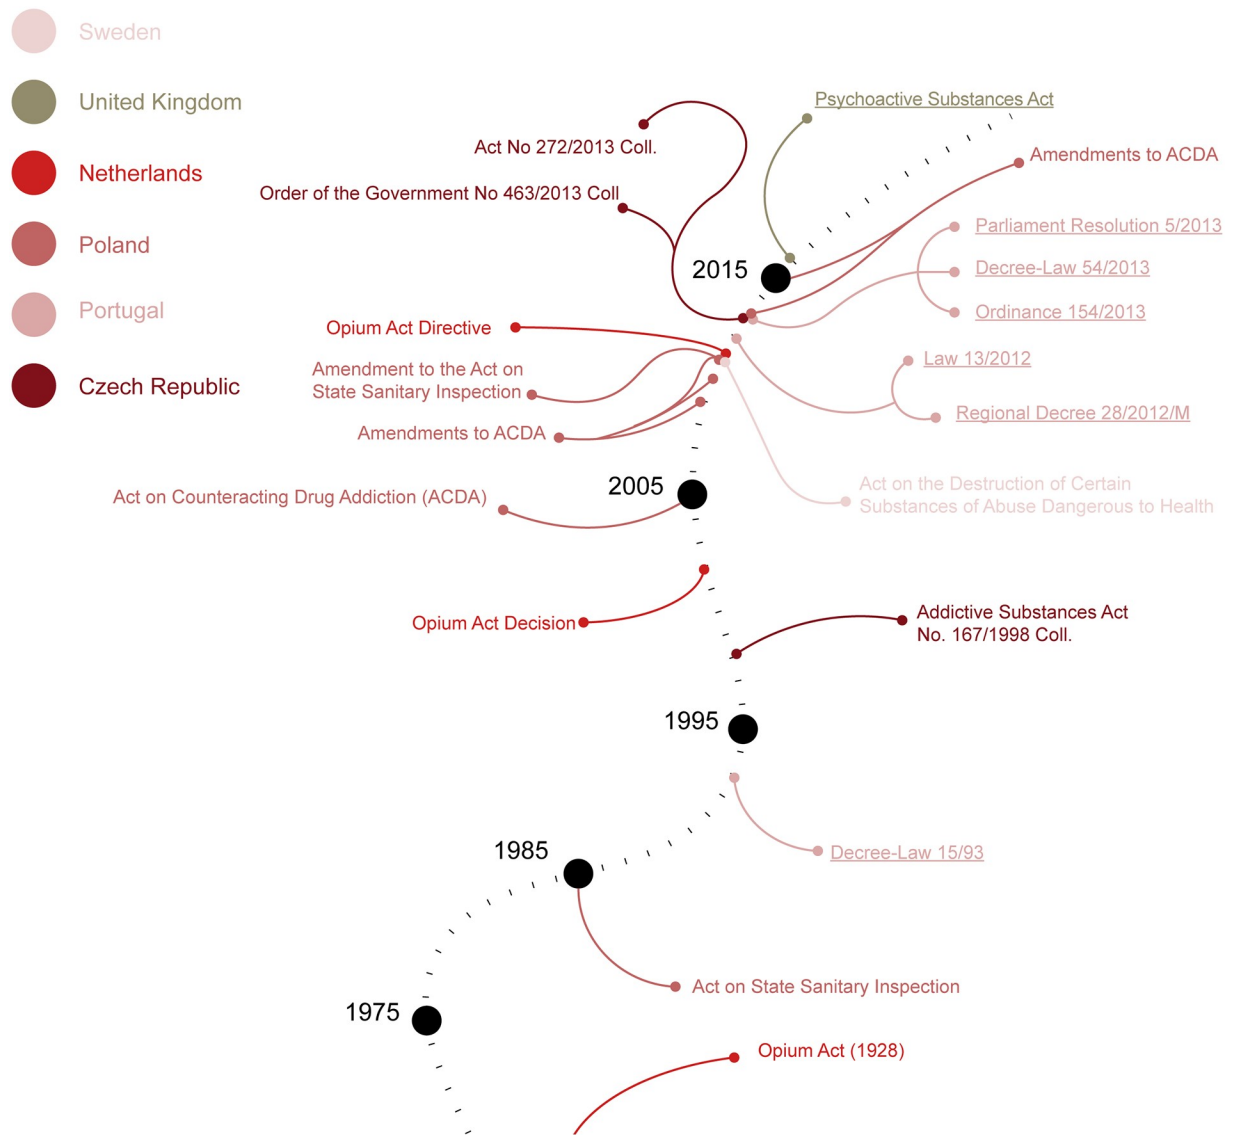 Sweden
United Kingdom
Netherlands
Poland
Portugal
Czech Republic
Psychoactive Substances Act
Act No 272/2013 Coll.
Amendments to ACDA
Order of the Government No 463/2013 Coll
Parliament Resolution 5/2013
2015
Decree-Law 54/2013
Ordinance 154/2013
Opium Act Directive
Law 13/2012
Amendment to the Act on
State Sanitary Inspection
Regional Decree 28/2012/M
Amendments to ACDA
2005
Act on the Destruction of Certain
Substances of Abuse Dangerous to Health
Act on Counteracting Drug Addiction (ACDA)
Opium Act Decision
Addictive Substances Act
No. 167/1998 Coll.
1995
1985
Decree-Law 15/93
Act on State Sanitary Inspection
1975
Opium Act (1928)